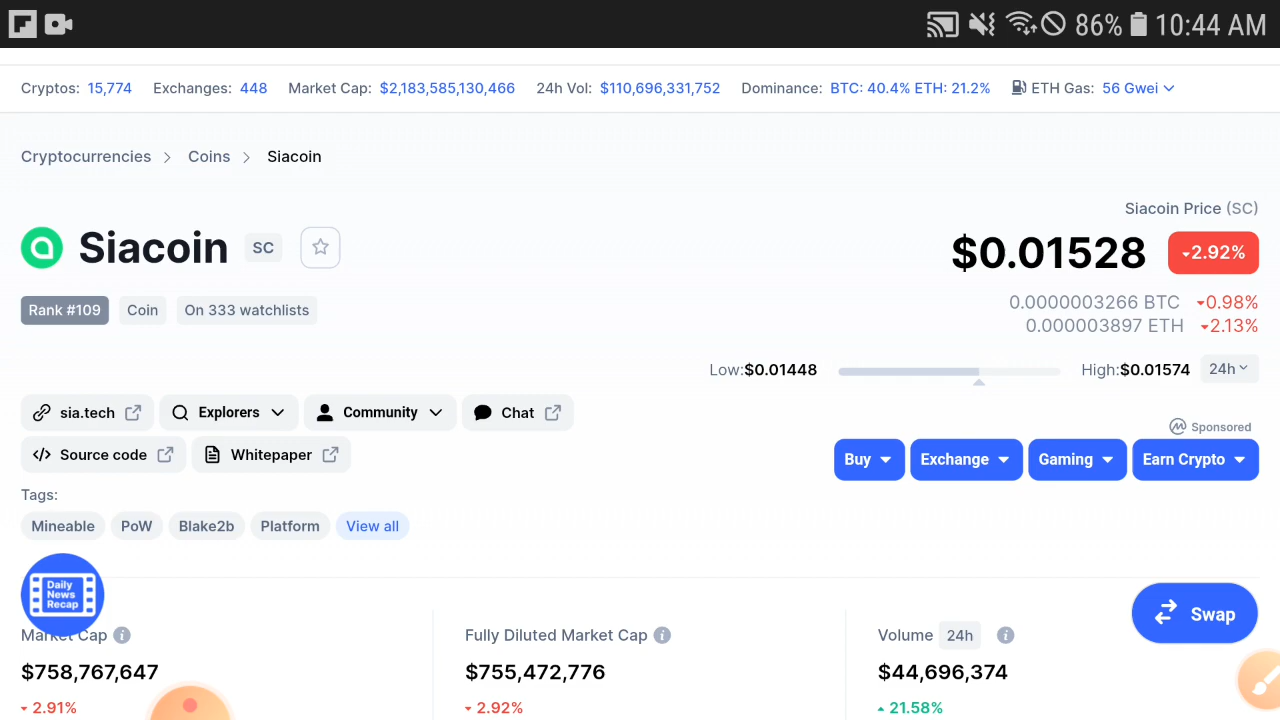 86% 10:44 AM
Cryptos: 15,774 Exchanges: 448 Market Cap: $2,183,585,130,466 24h Vol: $110,696,331,752 Dominance: BTC: 40.4% ETH: 21.2% ETH Gas: 56 Gwei
Cryptocurrencies > Coins > Siacoin
Siacoin Price (SC)
Siacoin SC $0.01528 2.92%
Rank #109 Coin On 333 watchlists 0.0000003266 BTC 0.98%
0.000003897 ETH 2.13%
Low:$0.01448 High:$0.01574 24h
sia.tech Explorers Community Chat
Sponsored
Source code Whitepaper Buy Exchange Gaming Earn Crypto
Tags:
Mineable PoW Blake2b Platform View all
Daily
News
Recap
Swap
Market Cap Fully Diluted Market Cap Volume 24h
$758,767,647 $755,472,776 $44,696,374
2.91% 2.92% 21.58%